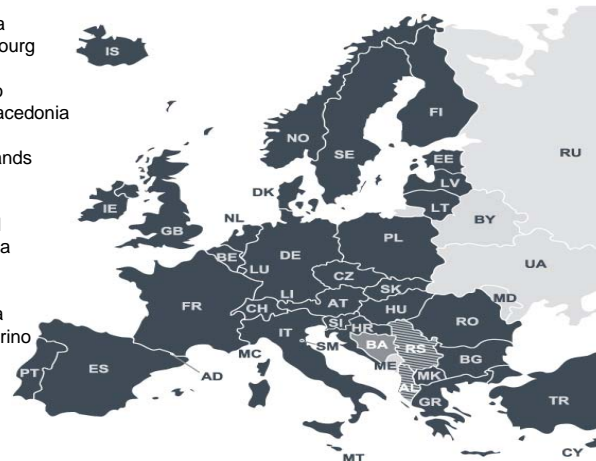 a
ourg
o
acedonia
ands
a
a
rino
IS
NO
SE
FI
RU
EE
LV
LT
DK
IE
GB
NL
BY
BE
DE
PL
LU
CZ
UA
SK
MD
LI
FR
CH
AT
HU
RO
SI
HR
IT
BA
RS
MC
SM
BG
ME
MK
AL
PT
ES
AD
GR
TR
MT
CY